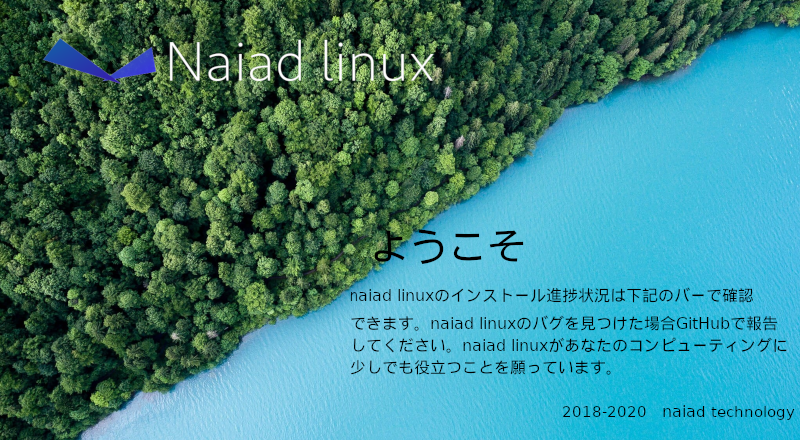 Naiad linux
ようこそ
naiad linuxのインストール進捗状況は下記のバーで確認
できます。naiad linuxのバグを見つけた場合GitHubで報告
してください。naiad linuxがあなたのコンピューティングに
少しでも役立つことを願っています。
2018-2020 naiad technology